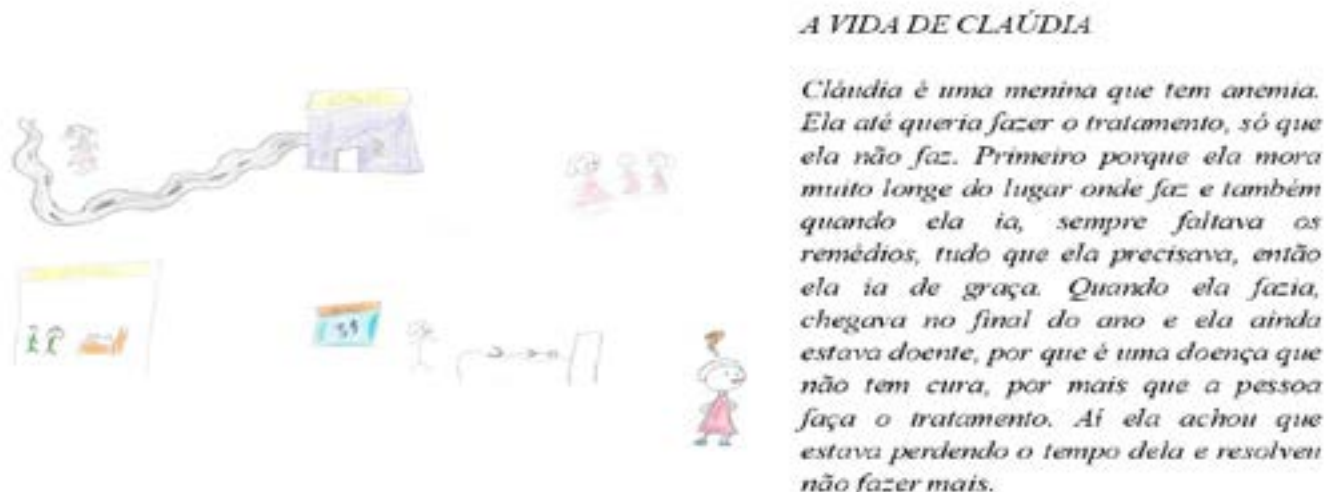 A VIDA DE CLAÚDIA
Cláudia é uma menina que tem anemia.
Ela até queria fazer o tratamento, só que
ela não faz. Primeiro porque ela mora
muito longe do lugar onde faz e também
quando ela ia, sempre faltava os
remédios, tudo que ela precisava, então
ela ia de graça. Quando ela fazia,
chegava no final do ano e ela ainda
estava doente, por que é uma doença que
não tem cura, por mais que a pessoa
faça o tratamento. Aí ela achou que
estava perdendo o tempo dela e resolveu
não fazer mais.